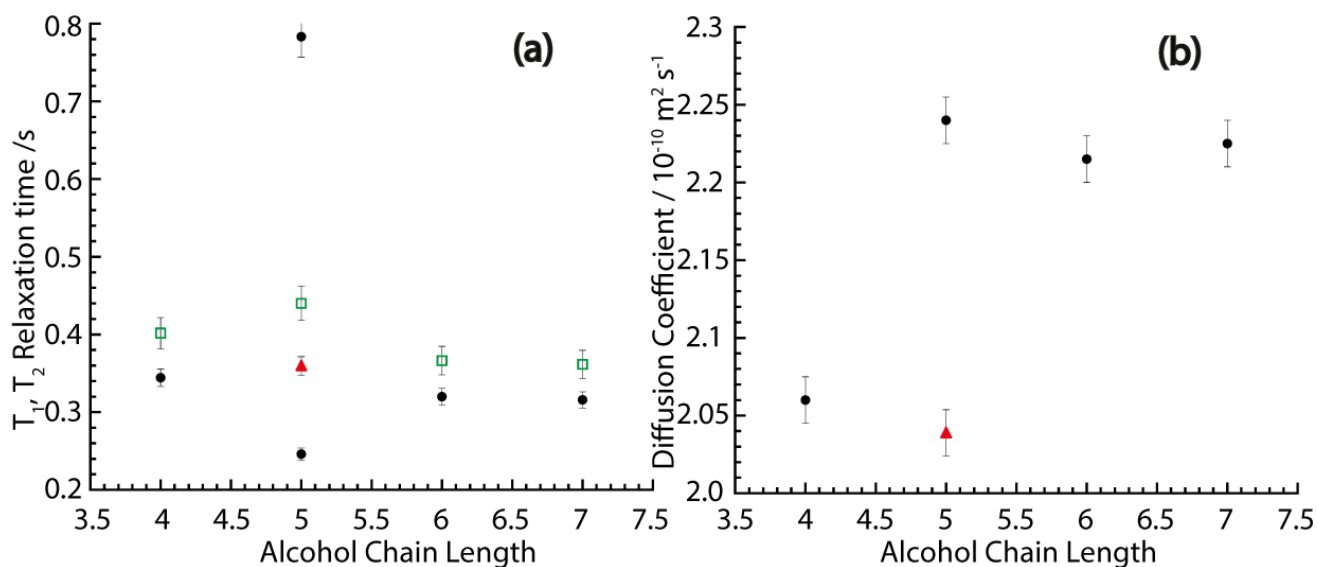 (a)
T1, T2 Relaxation time /s
0.8
0.7
0.6
0.5
0.4
0.3
0.2
3.5 4 4.5 5 5.5 6 6.5 7 7.5
Alcohol Chain Length
(b)
Diffusion Coefficient / 10-10 m2 s-1
2.3
2.25
2.2
2.15
2.1
2.05
2.0
3.5 4 4.5 5 5.5 6 6.5 7 7.5
Alcohol Chain Length